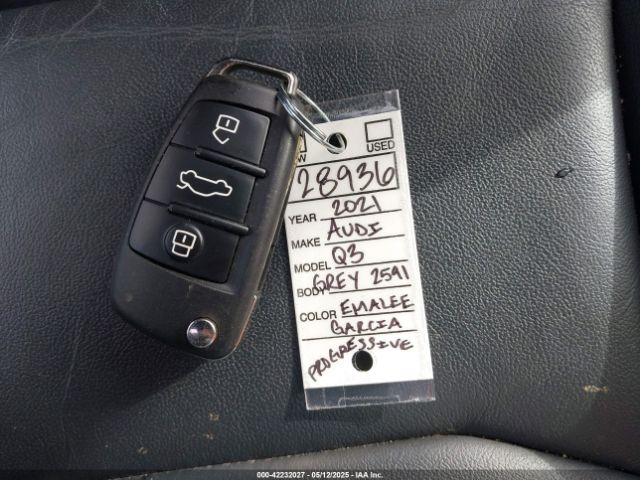 W USED
28936
YEAR 2021
MAKE AUDI
MODEL Q3
BODY GREY 2591
COLOR EMALEE
GARCIA
PROGRESSIVE
000-42232027 - 05/12/2025 - IAA Inc.